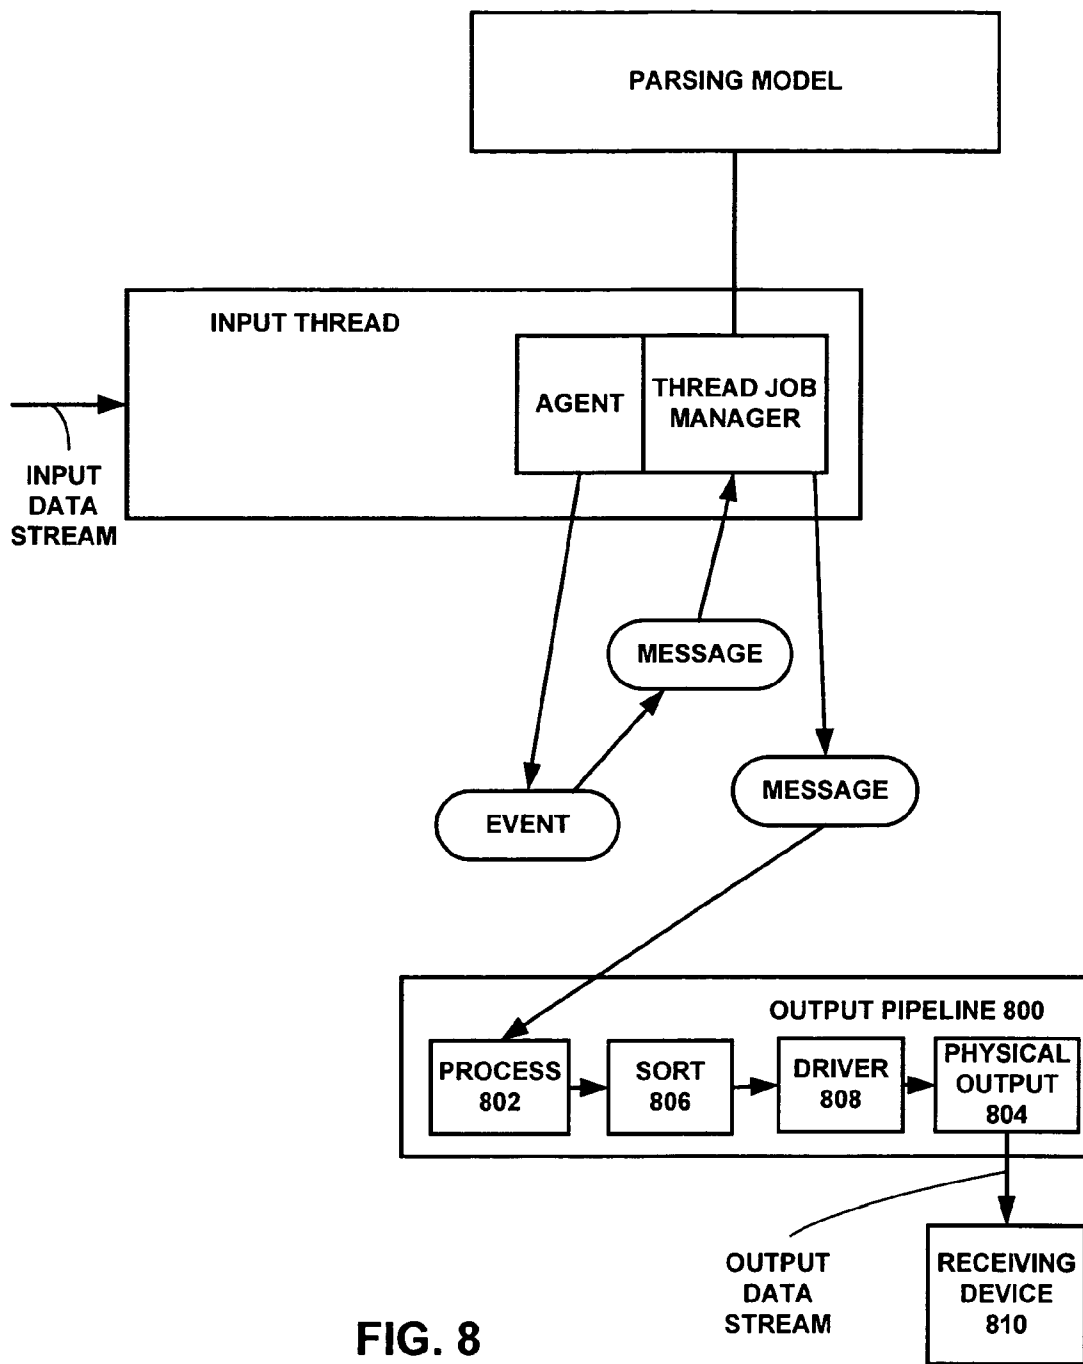 PARSING MODEL
INPUT THREAD
AGENT
THREAD JOB
MANAGER
INPUT
DATA
STREAM
MESSAGE
MESSAGE
EVENT
OUTPUT PIPELINE 800
PROCESS
802
SORT
806
DRIVER
808
PHYSICAL
OUTPUT
804
OUTPUT
DATA
STREAM
RECEIVING
DEVICE
810
FIG. 8